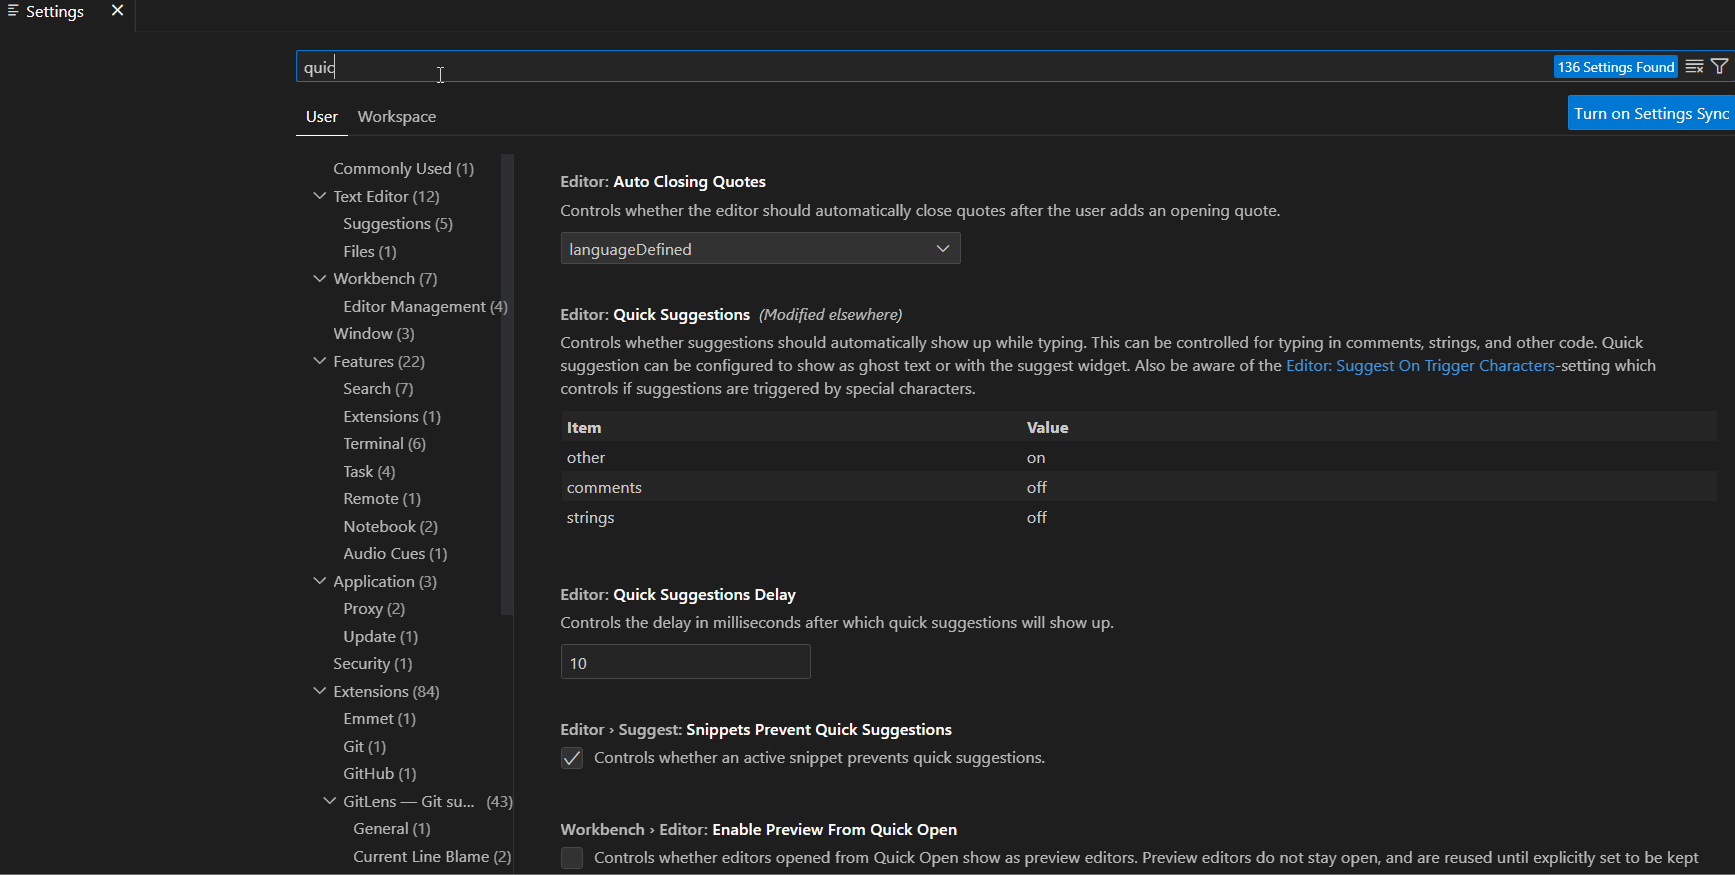 Settings
quic
136 Settings Found
User Workspace
Turn on Settings Sync
Commonly Used (1)
Text Editor (12)
Suggestions (5)
Files (1)
Workbench (7)
Editor Management (4)
Window (3)
Features (22)
Search (7)
Extensions (1)
Terminal (6)
Task (4)
Remote (1)
Notebook (2)
Audio Cues (1)
Application (3)
Proxy (2)
Update (1)
Security (1)
Extensions (84)
Emmet (1)
Git (1)
GitHub (1)
GitLens — Git su... (43)
General (1)
Current Line Blame (2)
Editor: Auto Closing Quotes
Controls whether the editor should automatically close quotes after the user adds an opening quote.
languageDefined
Editor: Quick Suggestions (Modified elsewhere)
Controls whether suggestions should automatically show up while typing. This can be controlled for typing in comments, strings, and other code. Quick
suggestion can be configured to show as ghost text or with the suggest widget. Also be aware of the Editor: Suggest On Trigger Characters-setting which
controls if suggestions are triggered by special characters.
Item Value
other on
comments off
strings off
Editor: Quick Suggestions Delay
Controls the delay in milliseconds after which quick suggestions will show up.
10
Editor › Suggest: Snippets Prevent Quick Suggestions
Controls whether an active snippet prevents quick suggestions.
Workbench › Editor: Enable Preview From Quick Open
Controls whether editors opened from Quick Open show as preview editors. Preview editors do not stay open, and are reused until explicitly set to be kept